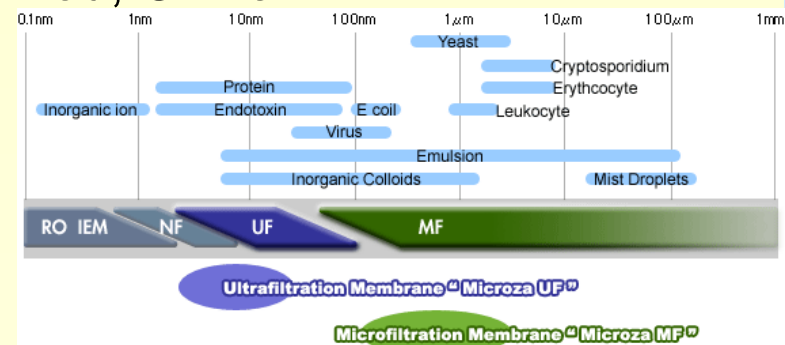 0.1nm 1nm 10nm 100nm 1μm 10μm 100μm 1mm
Yeast
Cryptosporidium
Protein Erythcocyte
Inorganic ion Endotoxin E coil Leukocyte
Virus
Emulsion
Inorganic Colloids Mist Droplets
RO IEM NF UF MF
Ultrafiltration Membrane “ Microza UF ”
Microfiltration Membrane “ Microza MF ”